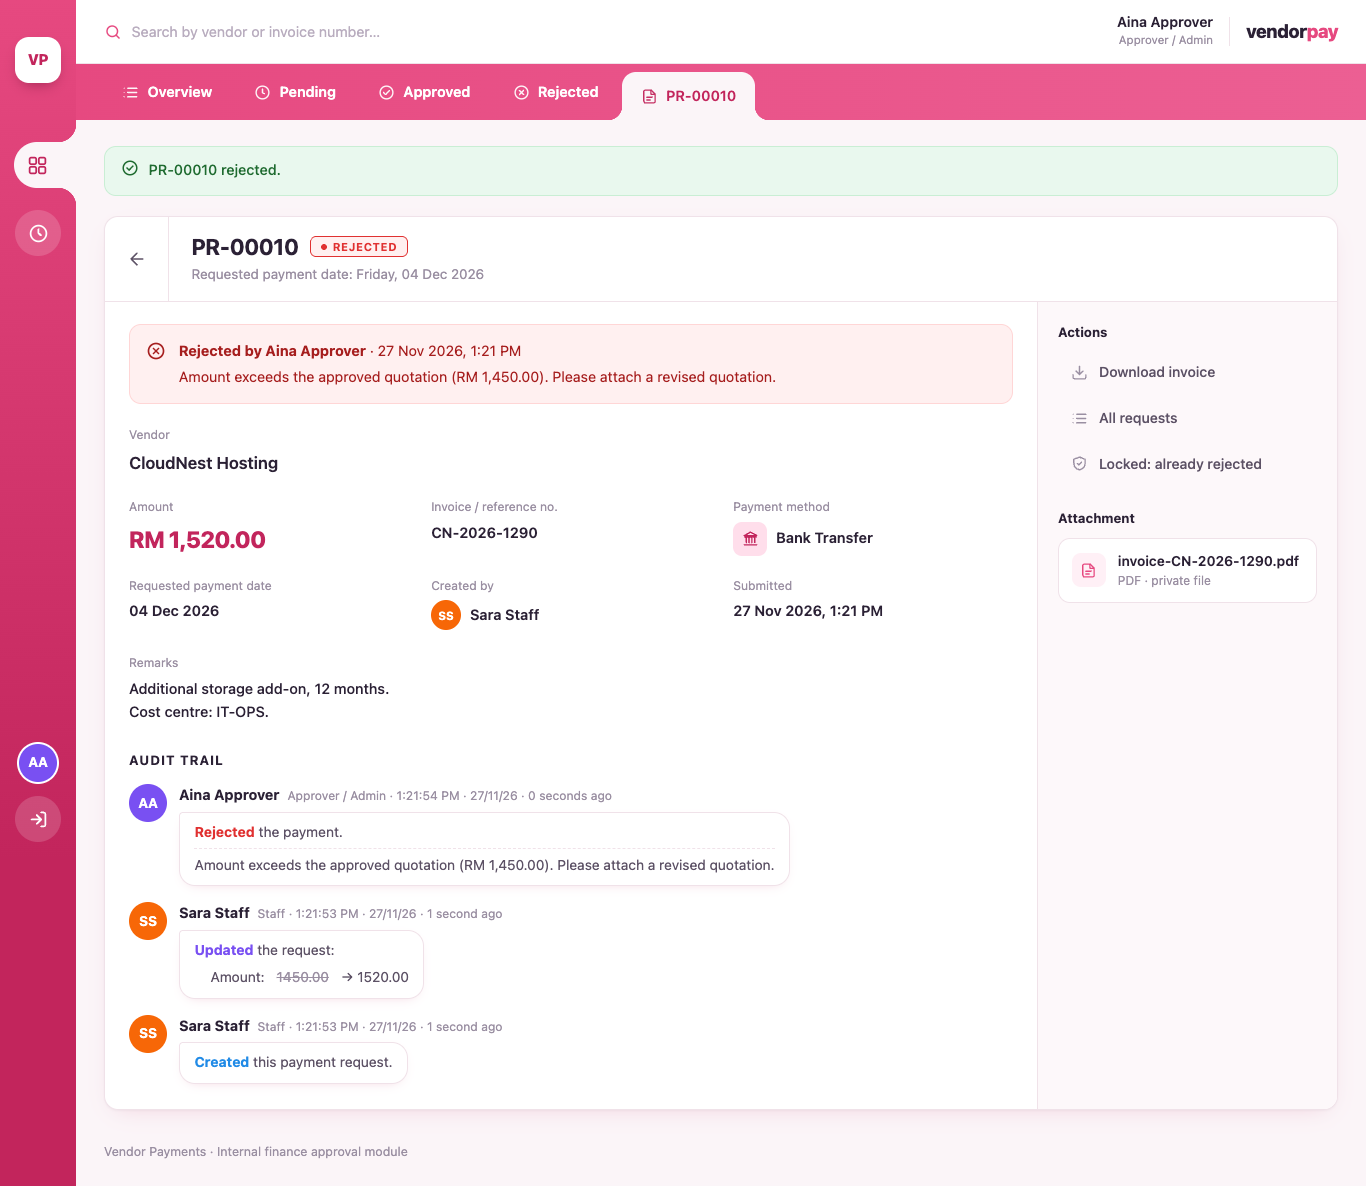 VP
Search by vendor or invoice number...
Aina Approver
Approver / Admin
vendorpay
Overview
Pending
Approved
Rejected
PR-00010
PR-00010 rejected.
PR-00010
REJECTED
Requested payment date: Friday, 04 Dec 2026
Rejected by Aina Approver · 27 Nov 2026, 1:21 PM
Amount exceeds the approved quotation (RM 1,450.00). Please attach a revised quotation.
Vendor
CloudNest Hosting
Amount
RM 1,520.00
Invoice / reference no.
CN-2026-1290
Payment method
Bank Transfer
Requested payment date
04 Dec 2026
Created by
SS
Sara Staff
Submitted
27 Nov 2026, 1:21 PM
Remarks
Additional storage add-on, 12 months.
Cost centre: IT-OPS.
AUDIT TRAIL
AA
Aina Approver Approver / Admin · 1:21:54 PM · 27/11/26 · 0 seconds ago
Rejected the payment.
Amount exceeds the approved quotation (RM 1,450.00). Please attach a revised quotation.
SS
Sara Staff Staff · 1:21:53 PM · 27/11/26 · 1 second ago
Updated the request:
Amount: 1450.00 → 1520.00
SS
Sara Staff Staff · 1:21:53 PM · 27/11/26 · 1 second ago
Created this payment request.
Actions
Download invoice
All requests
Locked: already rejected
Attachment
invoice-CN-2026-1290.pdf
PDF · private file
AA
Vendor Payments · Internal finance approval module